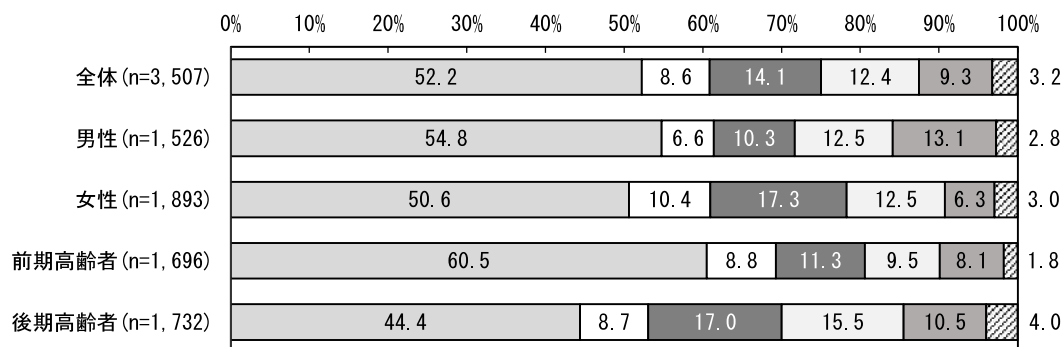 0% 10% 20% 30% 40% 50% 60% 70% 80% 90% 100%
全体(n=3,507) 52.2 8.6 14.1 12.4 9.3 3.2
男性(n=1,526) 54.8 6.6 10.3 12.5 13.1 2.8
女性(n=1,893) 50.6 10.4 17.3 12.5 6.3 3.0
前期高齢者(n=1,696) 60.5 8.8 11.3 9.5 8.1 1.8
後期高齢者(n=1,732) 44.4 8.7 17.0 15.5 10.5 4.0